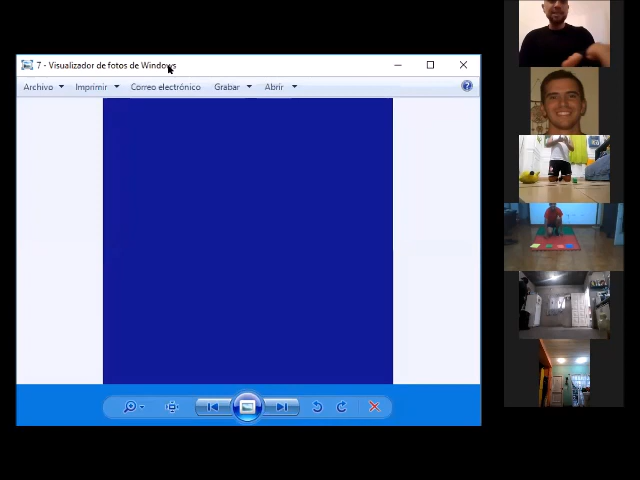 7 - Visualizador de fotos de Windows
Archivo Imprimir Correo electrónico Grabar Abrir